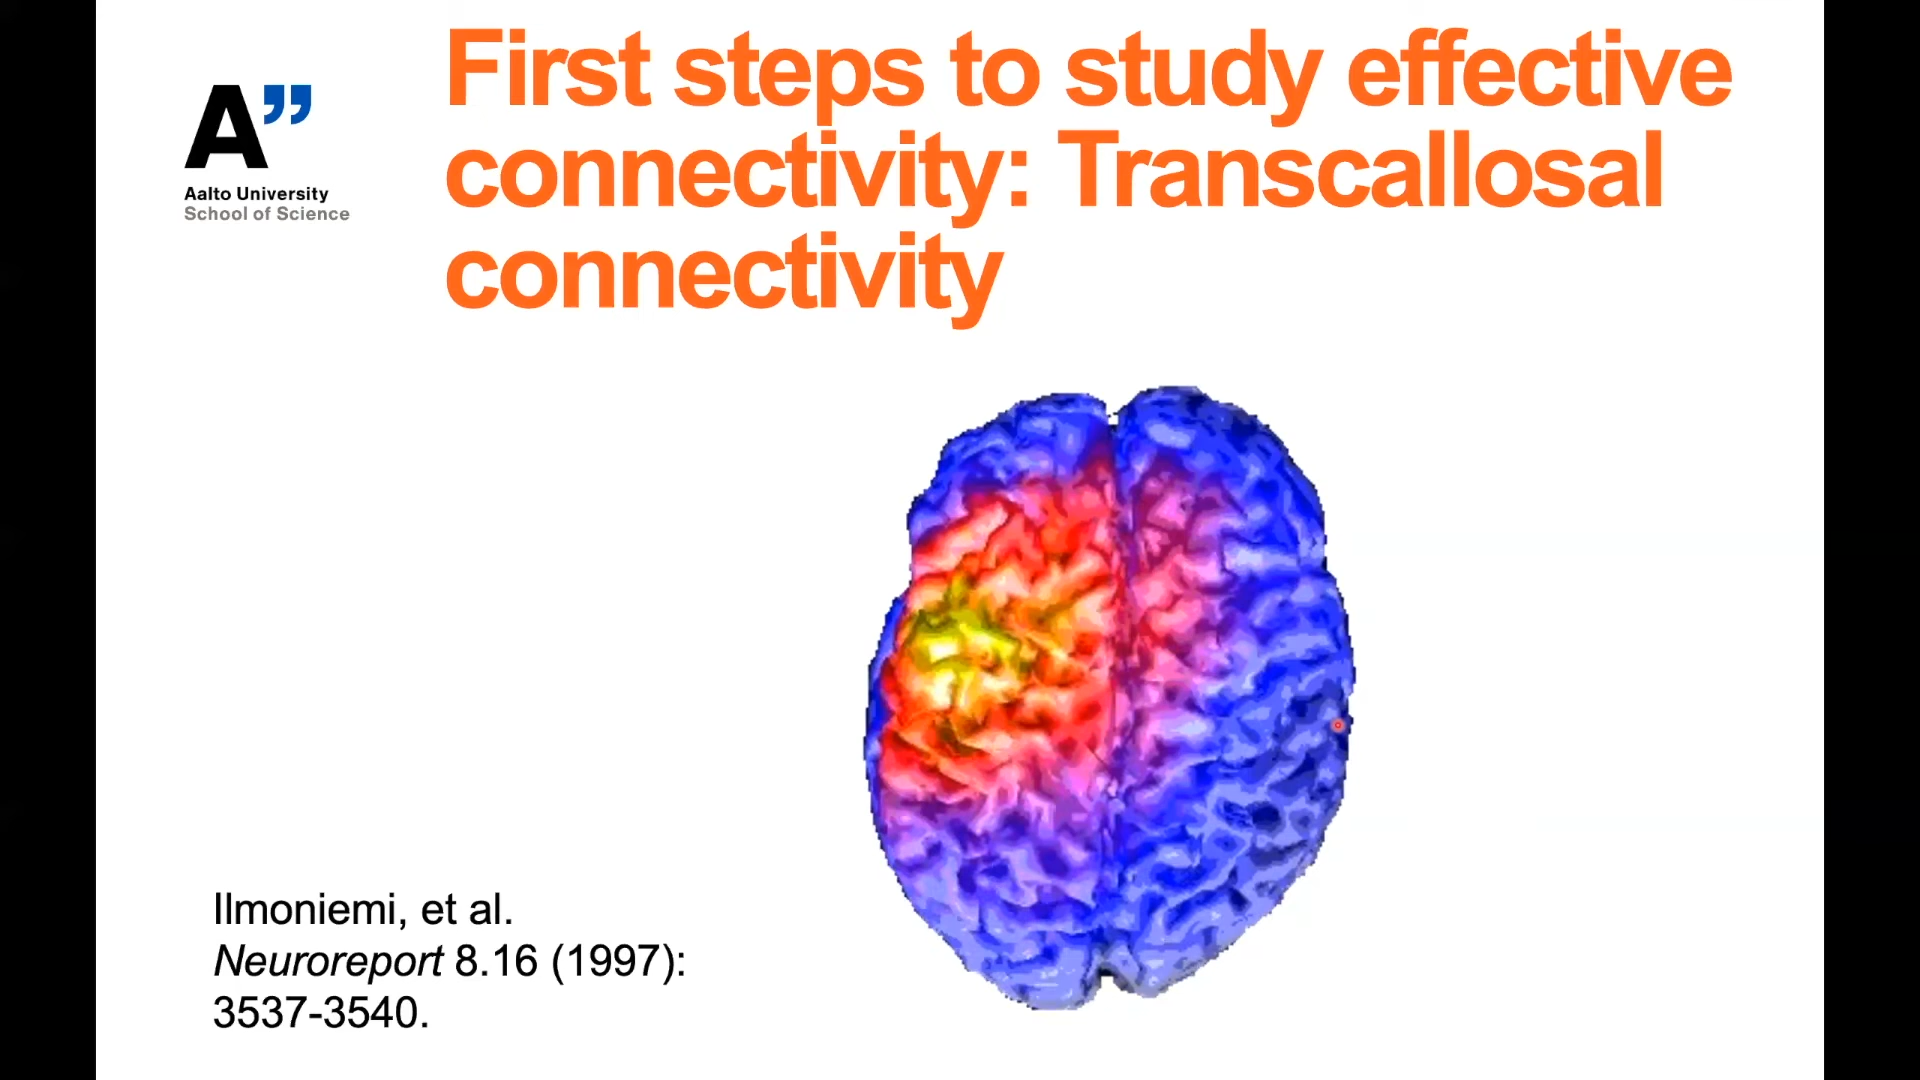 First steps to study effective
connectivity: Transcallosal
connectivity
A”
Aalto University
School of Science
Ilmoniemi, et al.
Neuroreport 8.16 (1997):
3537-3540.